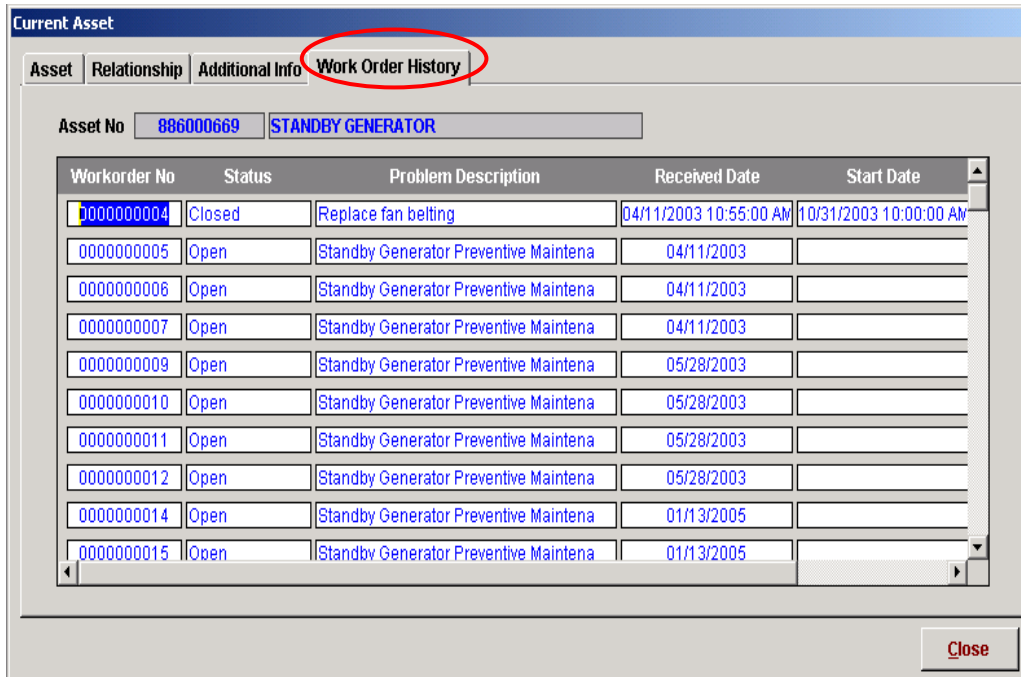 Current Asset
Asset Relationship Additional Info Work Order History
Asset No 886000669 STANDBY GENERATOR
Workorder No Status Problem Description Received Date Start Date
0000000004 Closed Replace fan belting 04/11/2003 10:55:00 AM 10/31/2003 10:00:00 AM
0000000005 Open Standby Generator Preventive Maintena 04/11/2003
0000000006 Open Standby Generator Preventive Maintena 04/11/2003
0000000007 Open Standby Generator Preventive Maintena 04/11/2003
0000000009 Open Standby Generator Preventive Maintena 05/28/2003
0000000010 Open Standby Generator Preventive Maintena 05/28/2003
0000000011 Open Standby Generator Preventive Maintena 05/28/2003
0000000012 Open Standby Generator Preventive Maintena 05/28/2003
0000000014 Open Standby Generator Preventive Maintena 01/13/2005
0000000015 Open Standby Generator Preventive Maintena 01/13/2005
Close